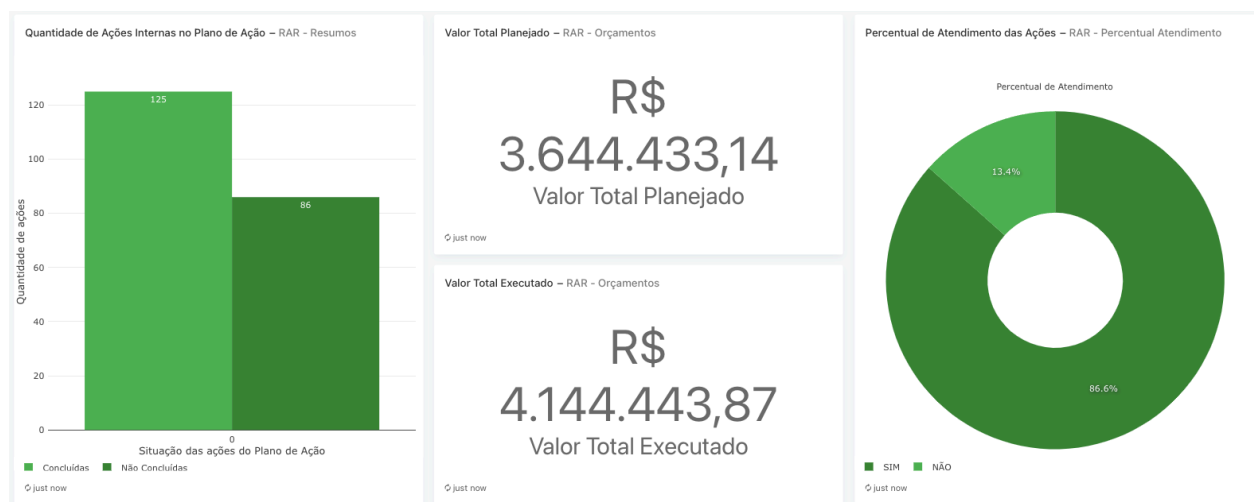 Quantidade de Ações Internas no Plano de Ação – RAR - Resumos
120
100
80
60
40
20
0
Quantidade de ações
125
86
0
Situação das ações do Plano de Ação
Concluídas
Não Concluídas
just now
Valor Total Planejado – RAR - Orçamentos
R$
3.644.433,14
Valor Total Planejado
just now
Valor Total Executado – RAR - Orçamentos
R$
4.144.443,87
Valor Total Executado
just now
Percentual de Atendimento das Ações – RAR - Percentual Atendimento
Percentual de Atendimento
13.4%
86.6%
SIM
NÃO
just now